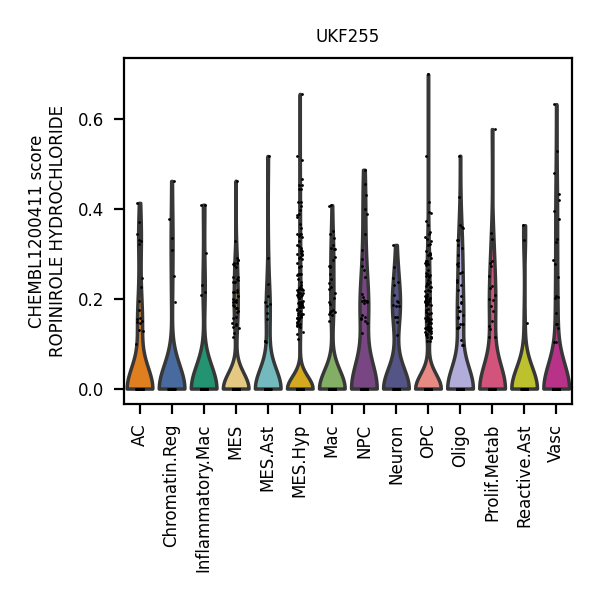 UKF255
CHEMBL1200411 score
ROPINIROLE HYDROCHLORIDE
0.6
0.4
0.2
0.0
AC
Chromatin.Reg
Inflammatory.Mac
MES
MES.Ast
MES.Hyp
Mac
NPC
Neuron
OPC
Oligo
Prolif.Metab
Reactive.Ast
Vasc